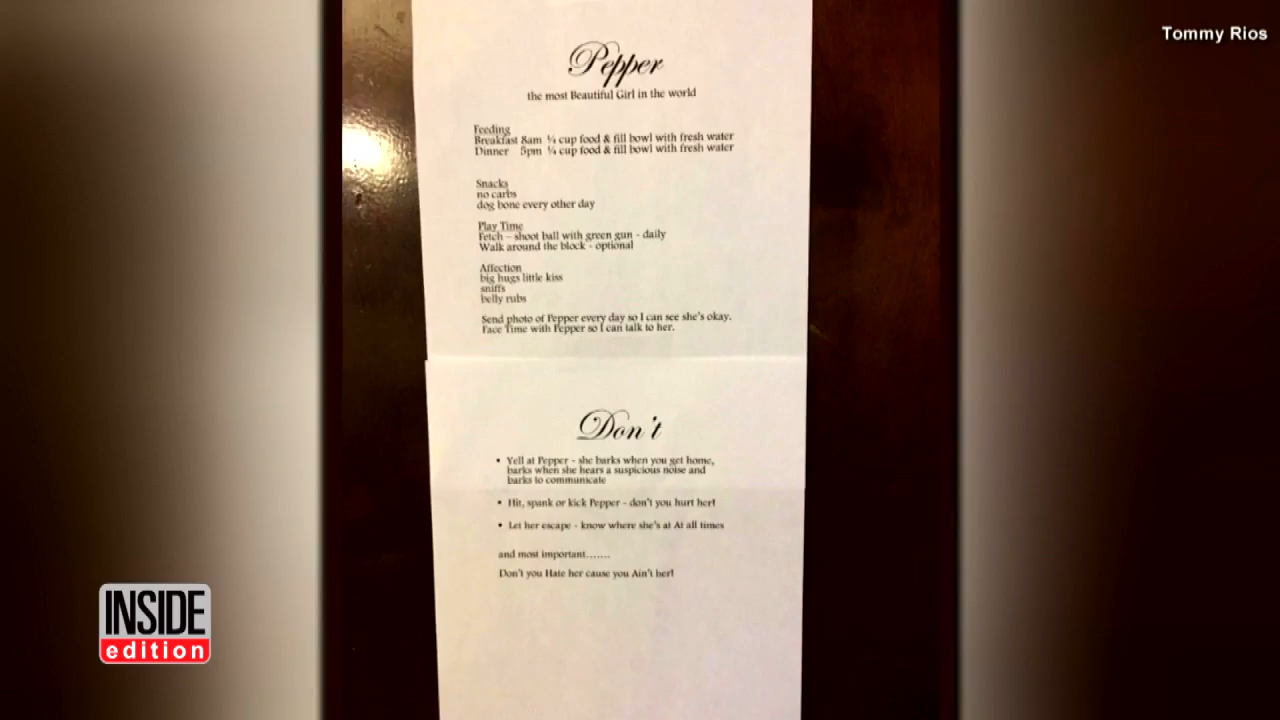 Tommy Rios
Pepper
the most Beautiful Girl in the world
Feeding
Breakfast 8am ¼ cup food & fill bowl with fresh water
Dinner 5pm ¼ cup food & fill bowl with fresh water
Snacks
no carbs
dog bone every other day
Play Time
Fetch – shoot ball with green gun - daily
Walk around the block - optional
Affection
big hugs little kiss
sniffs
belly rubs
Send photo of Pepper every day so I can see she's okay.
Face Time with Pepper so I can talk to her.
Don't
• Yell at Pepper - she barks when you get home,
barks when she hears a suspicious noise and
barks to communicate
• Hit, spank or kick Pepper - don't you hurt her!
• Let her escape - know where she's at At all times
and most important.......
Don't you Hate her cause you Ain't her!
INSIDE
edition